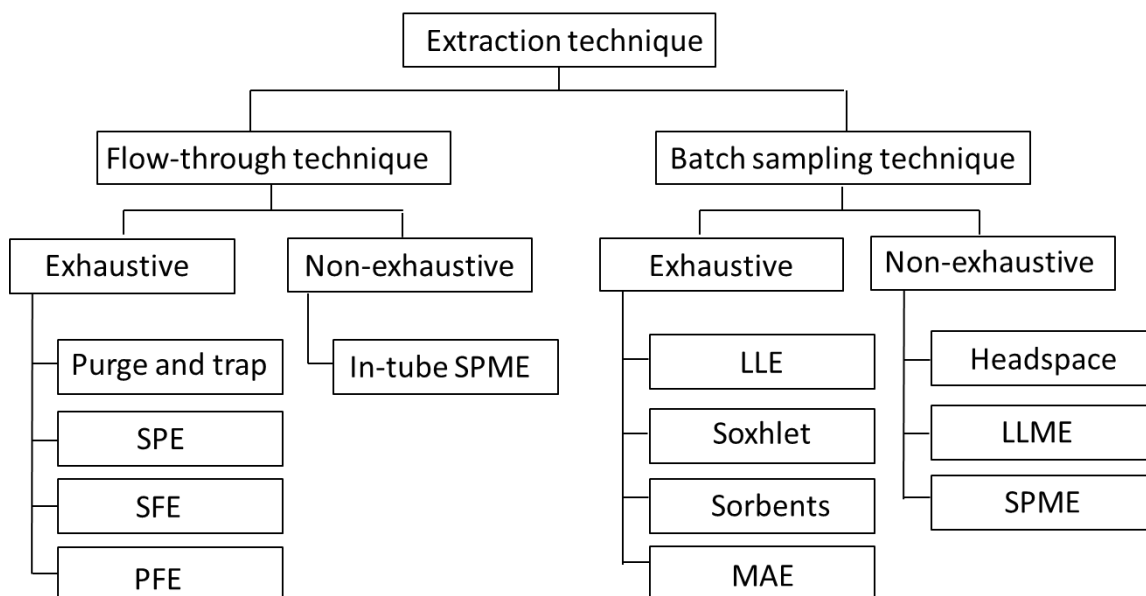 Extraction technique
Flow-through technique
Batch sampling technique
Exhaustive
Non-exhaustive
Exhaustive
Non-exhaustive
Purge and trap
SPE
SFE
PFE
In-tube SPME
LLE
Soxhlet
Sorbents
MAE
Headspace
LLME
SPME